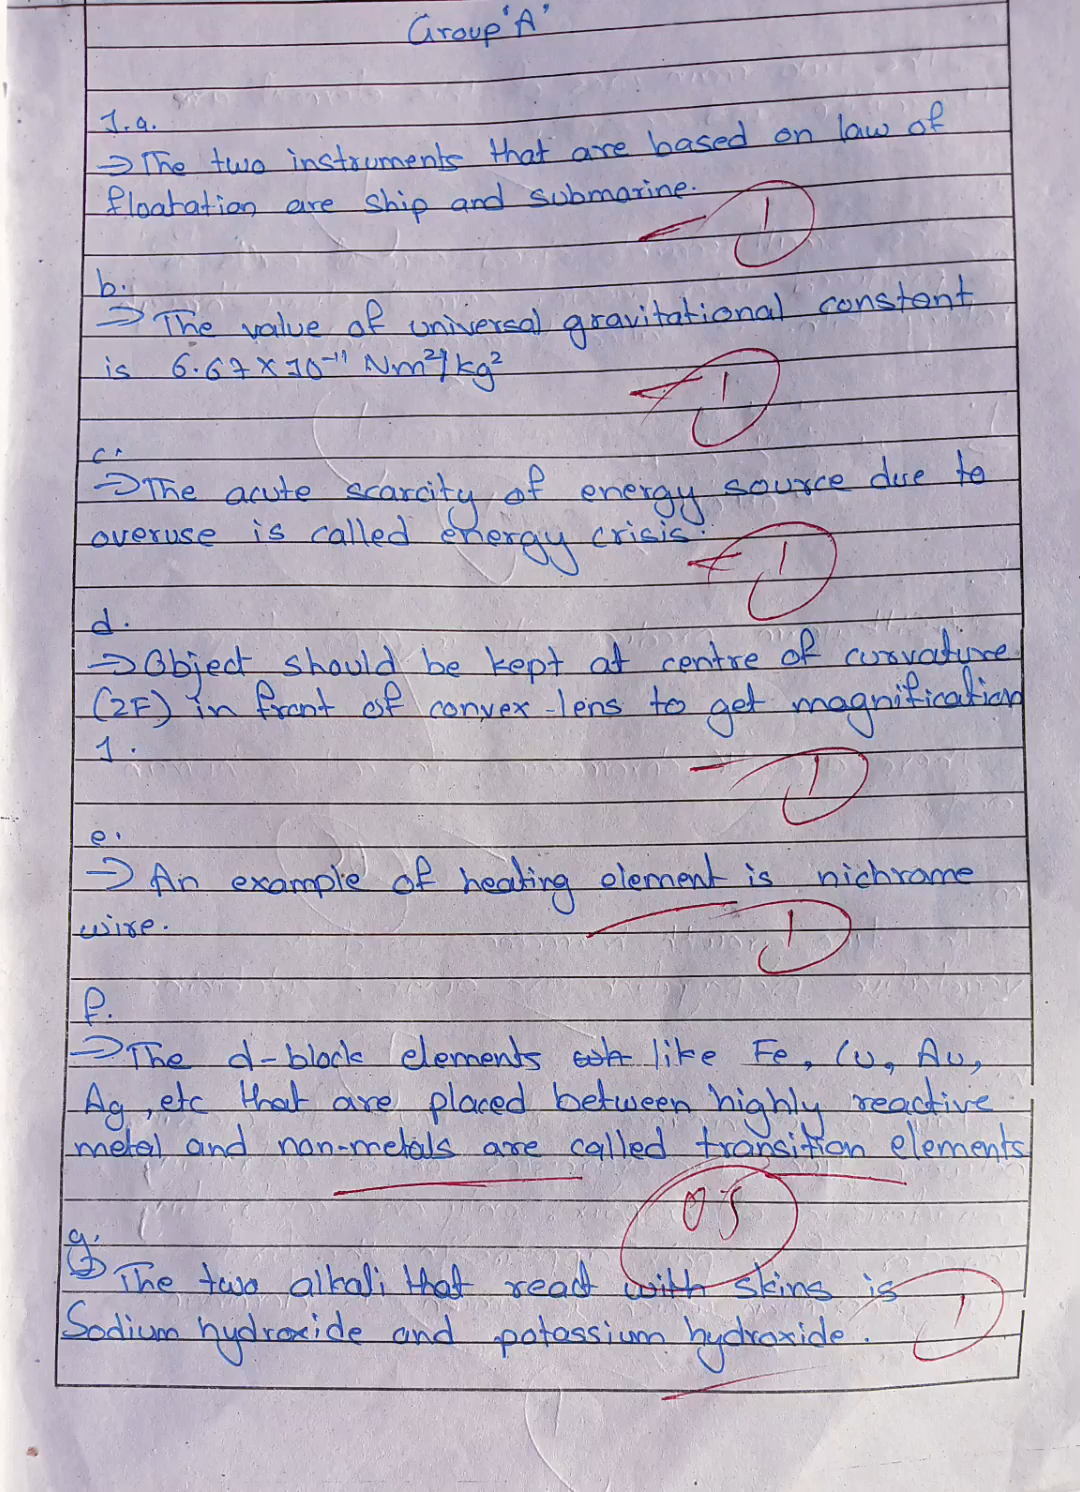 Group 'A'
1.a.
⇒ The two instruments that are based on law of
floatation are ship and submarine.
1
b.
⇒ The value of universal gravitational constant
is 6.67 × 10⁻¹¹ Nm²/kg²
1
c.
⇒ The acute scarcity of energy source due to
overuse is called energy crisis.
1
d.
⇒ Object should be kept at centre of curvature
(2F) in front of convex-lens to get magnification
1.
1
e.
⇒ An example of heating element is nichrome
wire.
1
f.
⇒ The d-block elements like Fe, Cu, Au,
Ag, etc that are placed between highly reactive
metal and non-metals are called transition elements
05
g.
⇒ The two alkali that react with skins is
Sodium hydroxide and potassium hydroxide.
1